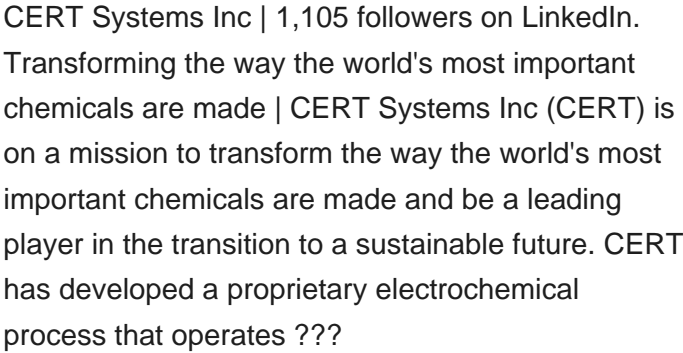 CERT Systems Inc | 1,105 followers on LinkedIn.
Transforming the way the world's most important
chemicals are made | CERT Systems Inc (CERT) is
on a mission to transform the way the world's most
important chemicals are made and be a leading
player in the transition to a sustainable future. CERT
has developed a proprietary electrochemical
process that operates ???